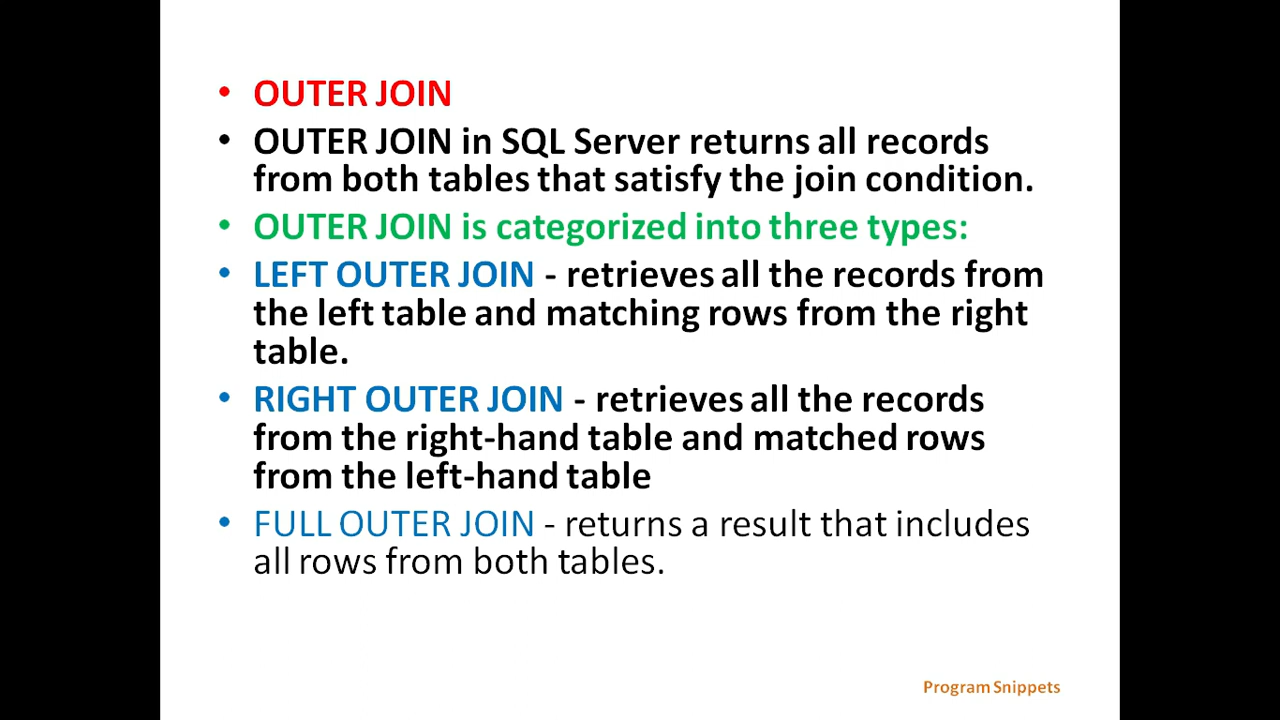 • OUTER JOIN
• OUTER JOIN in SQL Server returns all records
from both tables that satisfy the join condition.
• OUTER JOIN is categorized into three types:
• LEFT OUTER JOIN - retrieves all the records from
the left table and matching rows from the right
table.
• RIGHT OUTER JOIN - retrieves all the records
from the right-hand table and matched rows
from the left-hand table
• FULL OUTER JOIN - returns a result that includes
all rows from both tables.
Program Snippets